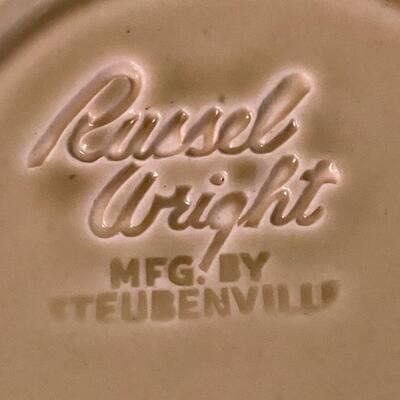 Russel
Wright
MFG. BY
STEUBENVILLE